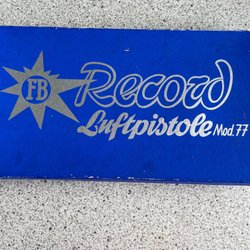 FB Record
Luftpistole Mod. 77